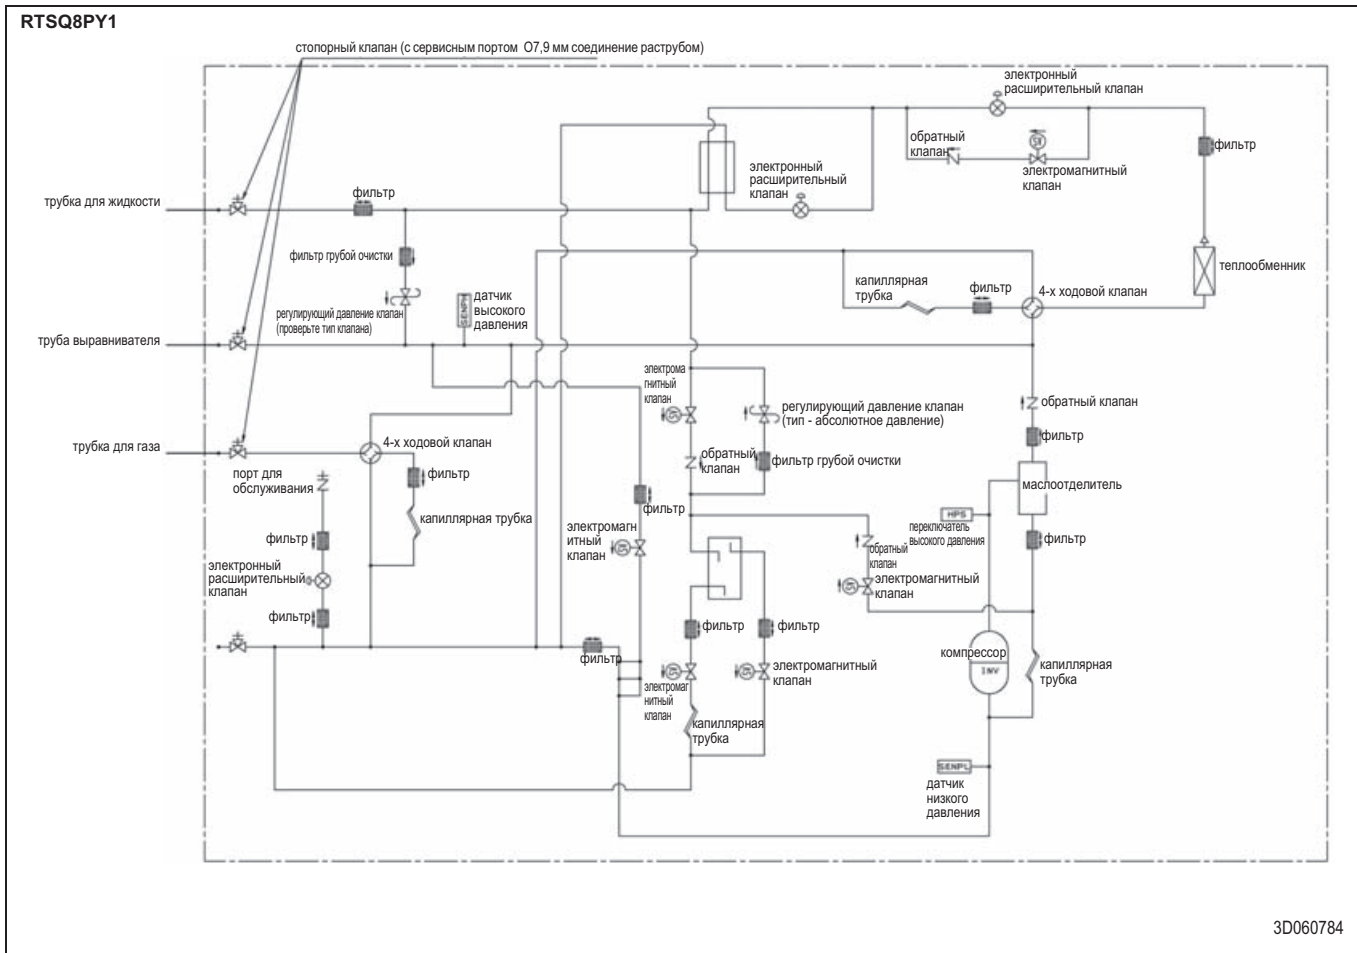 RTSQ8PY1
стопорный клапан (с сервисным портом О7,9 мм соединение раструбом)
электронный
расширительный клапан
обратный
клапан
электромагнитный
клапан
фильтр
электронный
расширительный
клапан
фильтр
трубка для жидкости
фильтр грубой очистки
регулирующий давление клапан
(проверьте тип клапана)
SENPH
датчик
высокого
давления
капиллярная
трубка
фильтр
4-х ходовой клапан
теплообменник
труба выравнивателя
электрома
гнитный
клапан
регулирующий давление клапан
(тип - абсолютное давление)
обратный клапан
фильтр
трубка для газа
4-х ходовой клапан
фильтр
порт для
обслуживания
обратный
клапан
фильтр грубой очистки
маслоотделитель
капиллярная трубка
фильтр
HPS
переключатель
высокого давления
фильтр
электромагн
итный
клапан
обратный
клапан
электромагнитный
клапан
фильтр
электронный
расширительный
клапан
фильтр
фильтр
фильтр
фильтр
электромаг
нитный
клапан
электромагнитный
клапан
компрессор
INV
капиллярная
трубка
капиллярная
трубка
SENPL
датчик
низкого
давления
3D060784